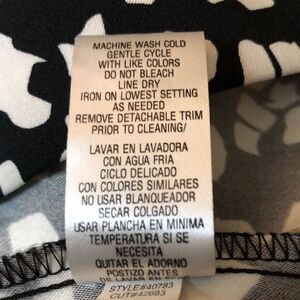 MACHINE WASH COLD
GENTLE CYCLE
WITH LIKE COLORS
DO NOT BLEACH
LINE DRY
IRON ON LOWEST SETTING
AS NEEDED
REMOVE DETACHABLE TRIM
PRIOR TO CLEANING/
LAVAR EN LAVADORA
CON AGUA FRIA
CICLO DELICADO
CON COLORES SIMILARES
NO USAR BLANQUEADOR
SECAR COLGADO
USAR PLANCHA EN MINIMA
TEMPERATURA SI SE
NECESITA
QUITAR EL ADORNO
POSTIZO ANTES
STYLE#40783
CUT#42683